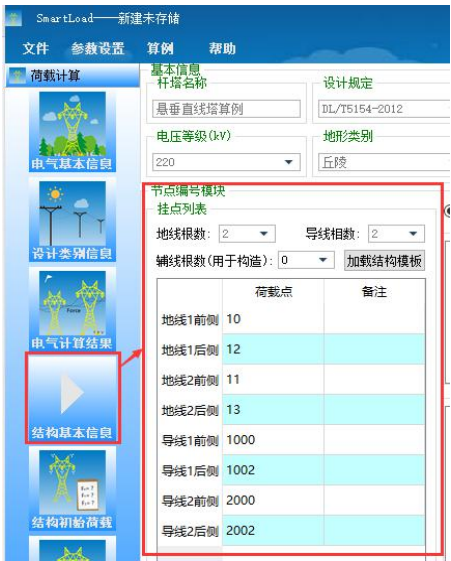 SmartLoad——新建未存储
文件 参数设置 算例 帮助
荷载计算
电气基本信息
设计类别信息
Force
电气计算结果
结构基本信息
结构初始荷载
基本信息
杆塔名称 设计规定
悬垂直线塔算例 DL/T5154-2012
电压等级(kV) 地形类别
220 丘陵
节点编号模块
挂点列表
地线根数: 2 导线相数: 2
辅线根数(用于构造): 0 加载结构模板
荷载点 备注
地线1前侧 10
地线1后侧 12
地线2前侧 11
地线2后侧 13
导线1前侧 1000
导线1后侧 1002
导线2前侧 2000
导线2后侧 2002